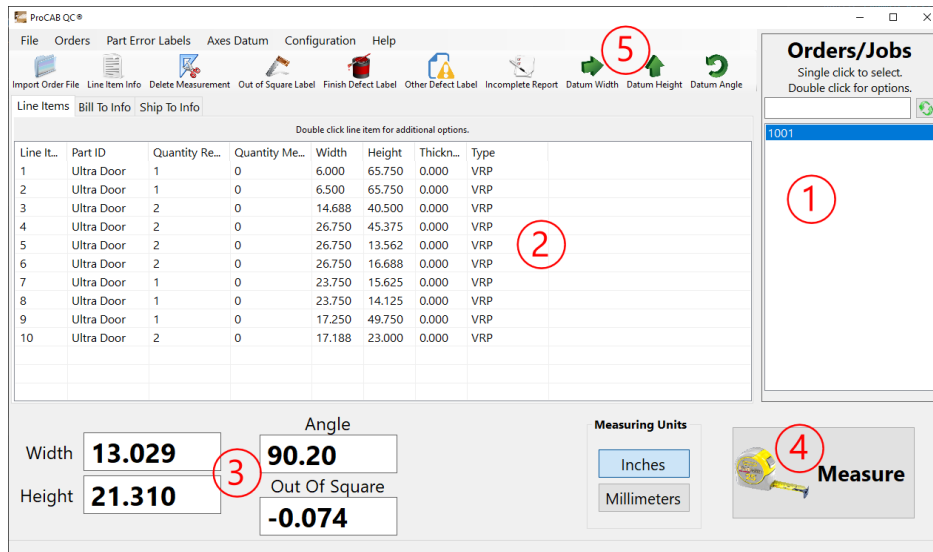 ProCAB QC®
File Orders Part Error Labels Axes Datum Configuration Help
5
Import Order File Line Item Info Delete Measurement Out of Square Label Finish Defect Label Other Defect Label Incomplete Report Datum Width Datum Height Datum Angle
Line Items Bill To Info Ship To Info
Double click line item for additional options.
Line It... Part ID Quantity Re... Quantity Me... Width Height Thickn... Type
1 Ultra Door 1 0 6.000 65.750 0.000 VRP
2 Ultra Door 1 0 6.500 65.750 0.000 VRP
3 Ultra Door 2 0 14.688 40.500 0.000 VRP
4 Ultra Door 2 0 26.750 45.375 0.000 VRP
5 Ultra Door 2 0 26.750 13.562 0.000 VRP
6 Ultra Door 2 0 26.750 16.688 0.000 VRP
7 Ultra Door 1 0 23.750 15.625 0.000 VRP
8 Ultra Door 1 0 23.750 14.125 0.000 VRP
9 Ultra Door 1 0 17.250 49.750 0.000 VRP
10 Ultra Door 2 0 17.188 23.000 0.000 VRP
2
Orders/Jobs
Single click to select.
Double click for options.
1001
1
Width 13.029
Height 21.310
3
Angle
90.20
Out Of Square
-0.074
Measuring Units
Inches
Millimeters
4
Measure